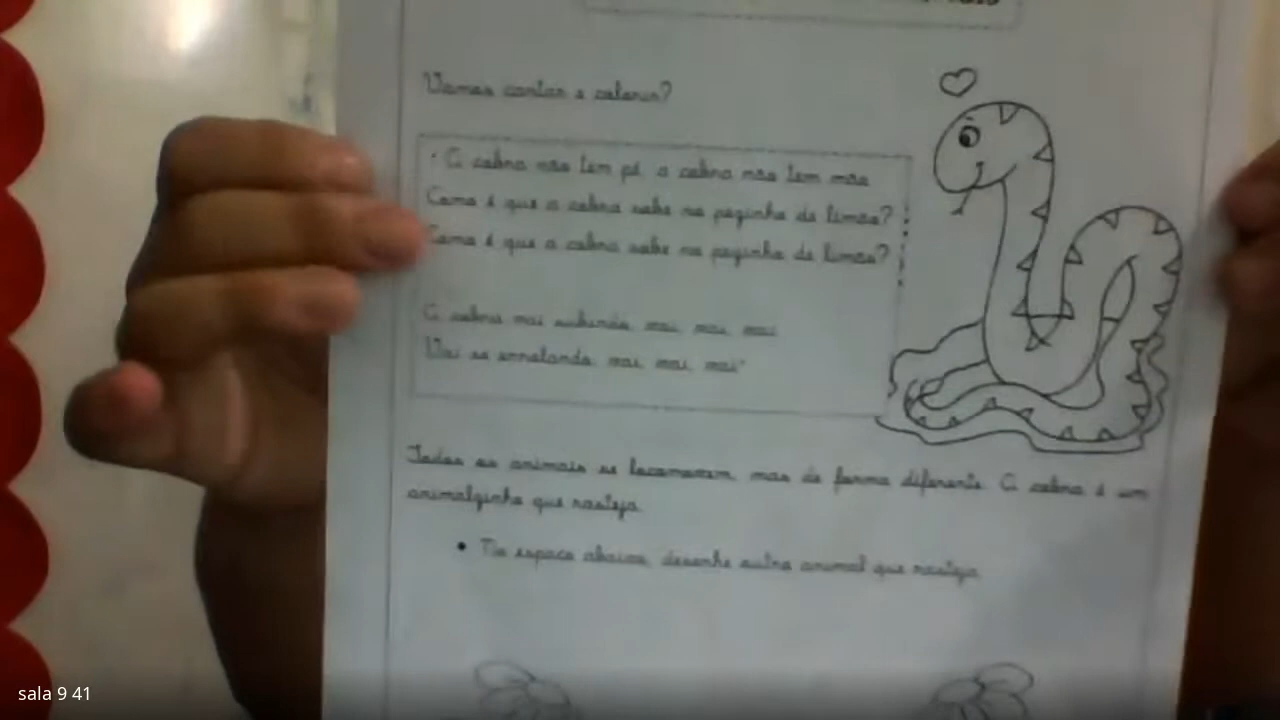 Vamos cantar e colorir?
"A cobra não tem pé, a cobra não tem mão
Como é que a cobra sobe no pezinho de limão?
Como é que a cobra sobe no pezinho de limão?
A cobra vai subindo, vai, vai, vai
Vai se enrolando, vai, vai, vai"
Todos os animais se locomovem, mas de forma diferente. A cobra é um
animalzinho que rasteja.
• No espaço abaixo, desenhe outro animal que rasteja.
sala 9 41